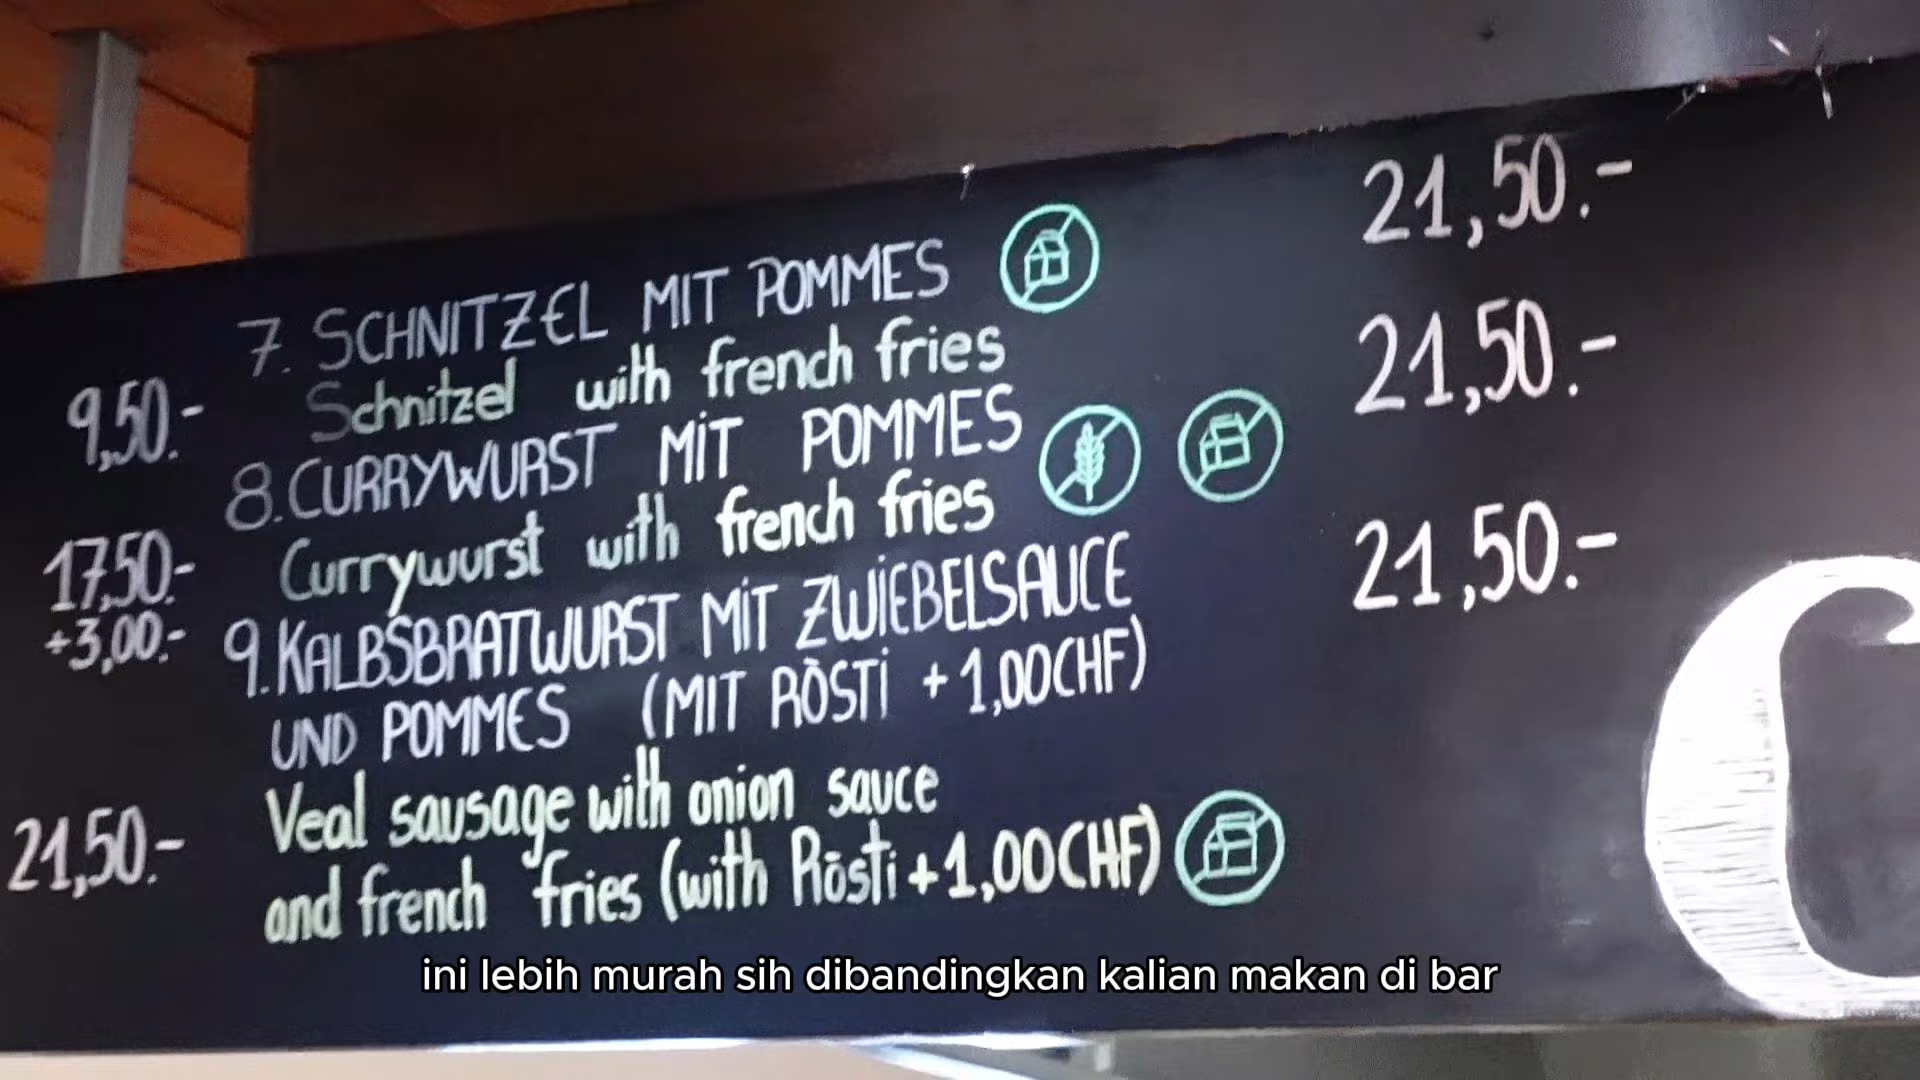 7. SCHNITZEL MIT POMMES 21,50.-
Schnitzel with french fries
9,50.-
8. CURRYWURST MIT POMMES 21,50.-
Currywurst with french fries
17,50.-
+3,00.-
9. KALBSBRATWURST MIT ZWIEBELSAUCE 21,50.-
UND POMMES (MIT RÖSTI +1,00CHF)
Veal sausage with onion sauce
21,50.-
and french fries (with Rösti +1,00CHF)
C
ini lebih murah sih dibandingkan kalian makan di bar